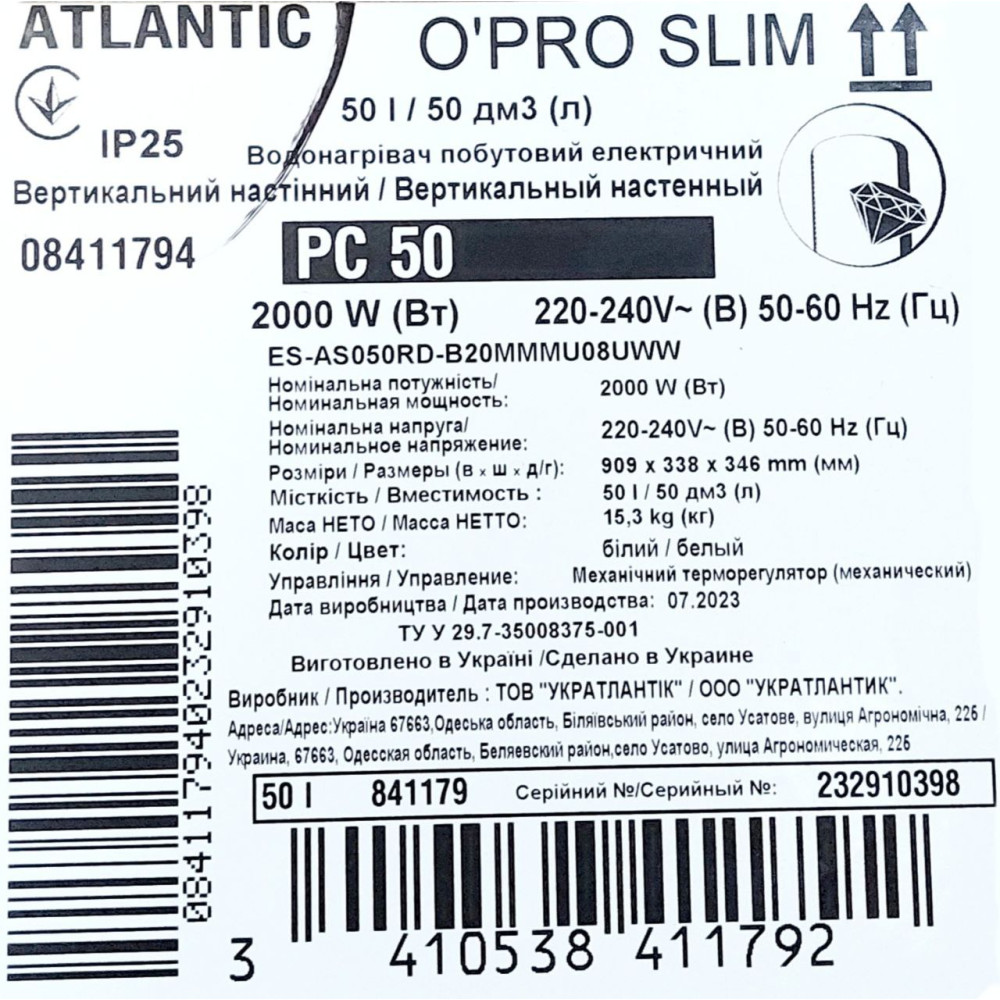 ATLANTIC
O'PRO SLIM
50 l / 50 дм3 (л)
IP25
Водонагрівач побутовий електричний
Вертикальний настінний / Вертикальный настенный
08411794
PC 50
2000 W (Вт)
220-240V~ (В) 50-60 Hz (Гц)
ES-AS050RD-B20MMMU08UWW
Номінальна потужність/
Номинальная мощность:
2000 W (Вт)
Номінальна напруга/
Номинальное напряжение:
220-240V~ (В) 50-60 Hz (Гц)
Розміри / Размеры (в x ш x д/г): 909 x 338 x 346 mm (мм)
Місткість / Вместимость : 50 l / 50 дм3 (л)
Маса НЕТО / Масса НЕТТО: 15,3 kg (кг)
Колір / Цвет: білий / белый
Управління / Управление: Механічний терморегулятор (механический)
Дата виробництва / Дата производства: 07.2023
ТУ У 29.7-35008375-001
Виготовлено в Україні /Сделано в Украине
Виробник / Производитель : ТОВ "УКРАТЛАНТІК" / ООО "УКРАТЛАНТИК".
Адреса/Адрес:Україна 67663,Одеська область, Біляївський район, село Усатове, вулиця Агрономічна, 226 /
Украина, 67663, Одесская область, Беляевский район,село Усатово, улица Агрономическая, 226
50 l 841179 Серійний №/Серийный №: 232910398
084117940232910398
3 410538 411792